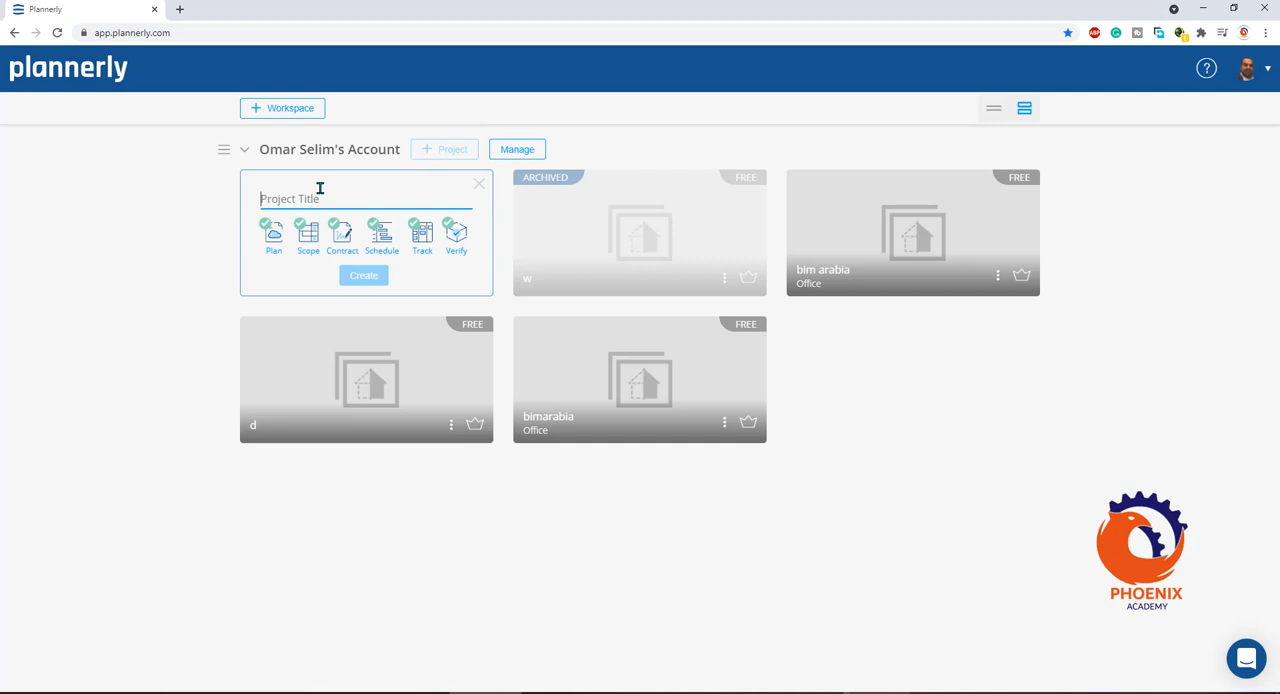 Plannerly
app.plannerly.com
ABP
plannerly
?
+ Workspace
Omar Selim's Account
+ Project
Manage
Project Title
Plan
Scope
Contract
Schedule
Track
Verify
Create
ARCHIVED
FREE
w
FREE
bim arabia
Office
FREE
d
FREE
bimarabia
Office
PHOENIX
ACADEMY